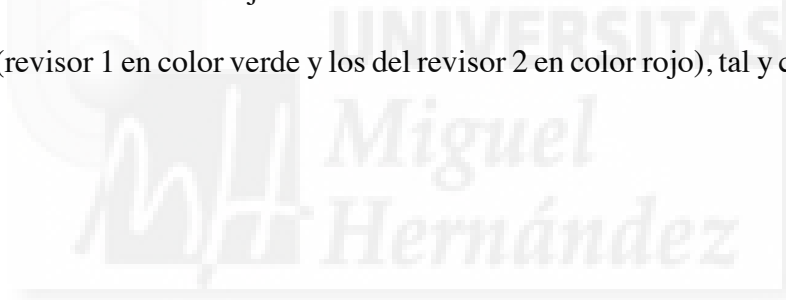 (revisor 1 en color verde y los del revisor 2 en color rojo), tal y
UNIVERSITAS
Miguel
Hernández